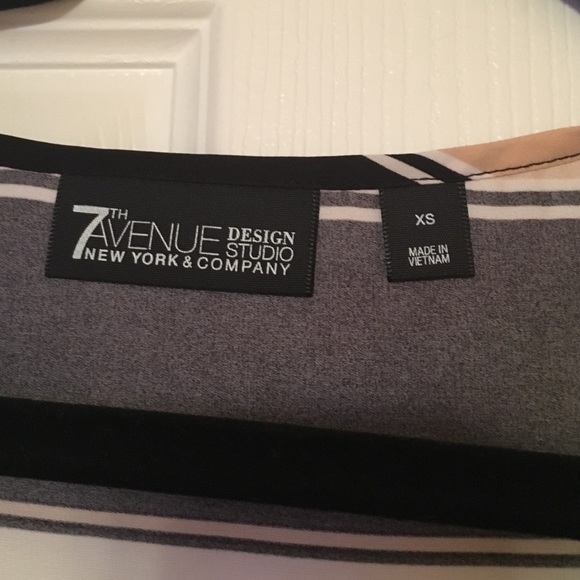 7TH AVENUE DESIGN STUDIO
NEW YORK & COMPANY
XS
MADE IN
VIETNAM